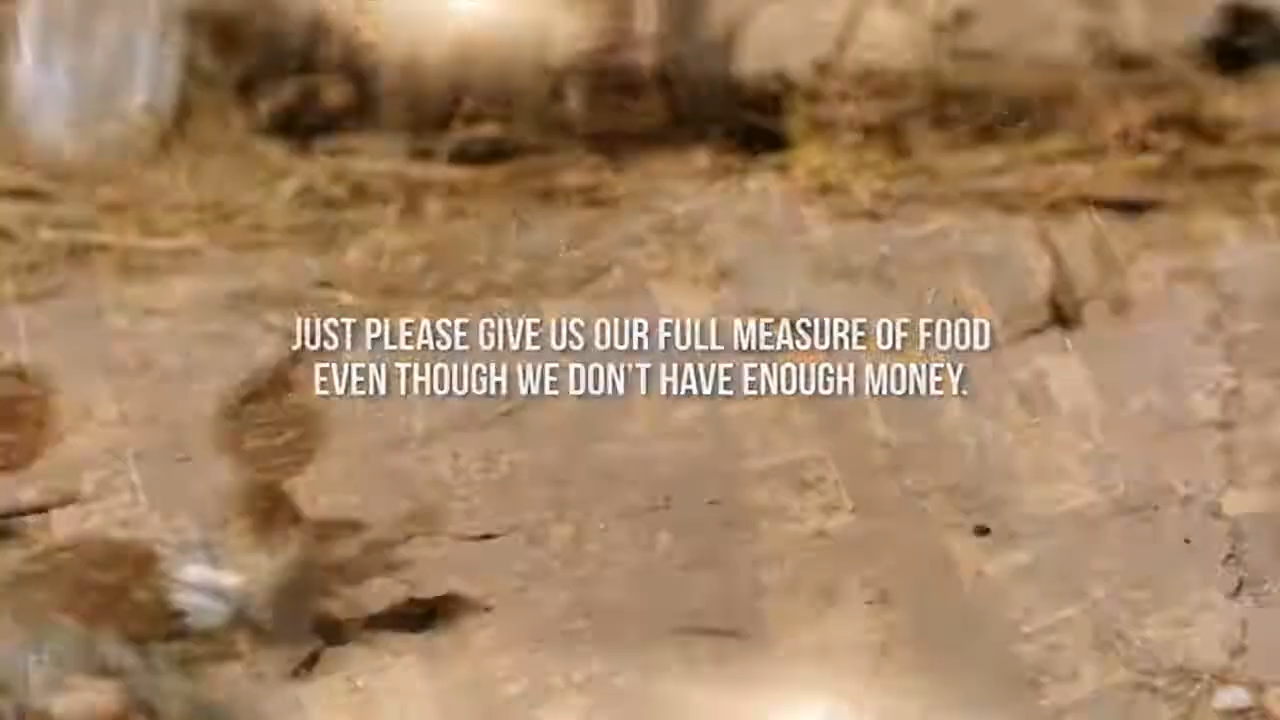 JUST PLEASE GIVE US OUR FULL MEASURE OF FOOD
EVEN THOUGH WE DON'T HAVE ENOUGH MONEY.